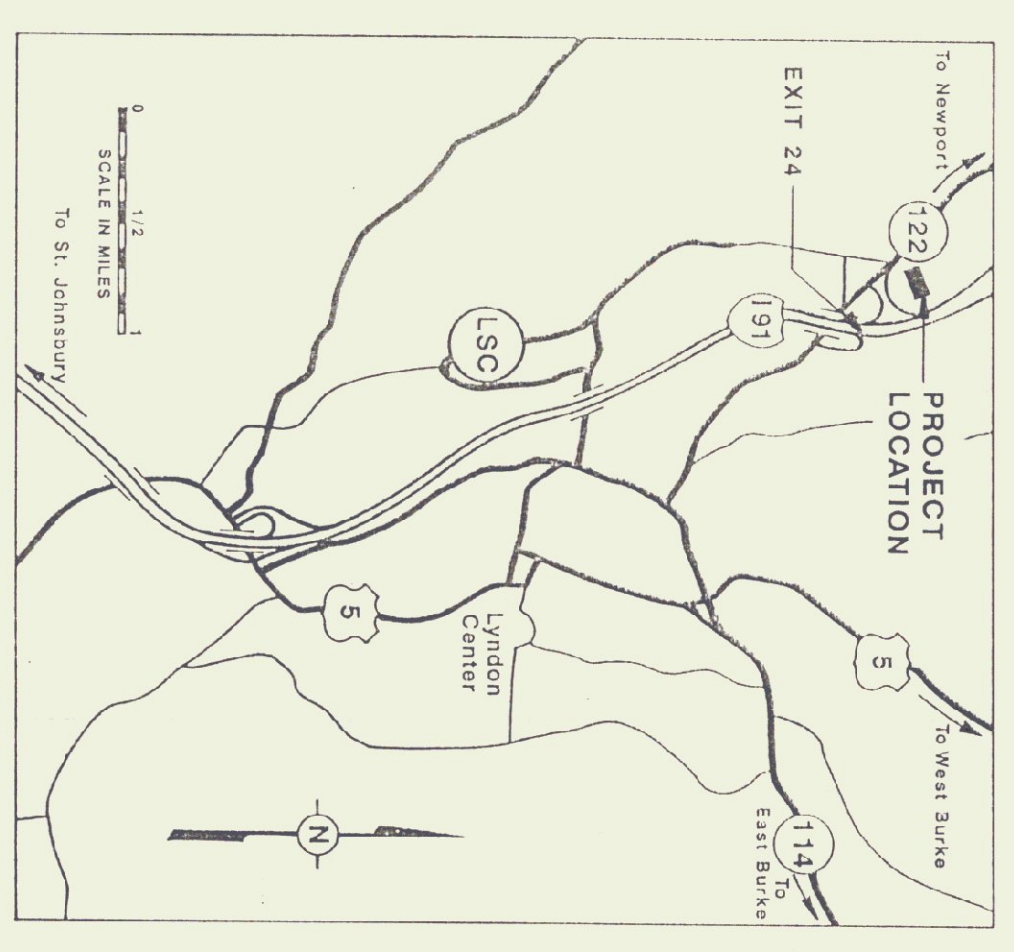 To Newport
122
EXIT 24
I91
PROJECT
LOCATION
LSC
0
1/2
1
SCALE IN MILES
To St. Johnsbury
5
Lyndon
Center
5
To West Burke
114
To
East Burke
N